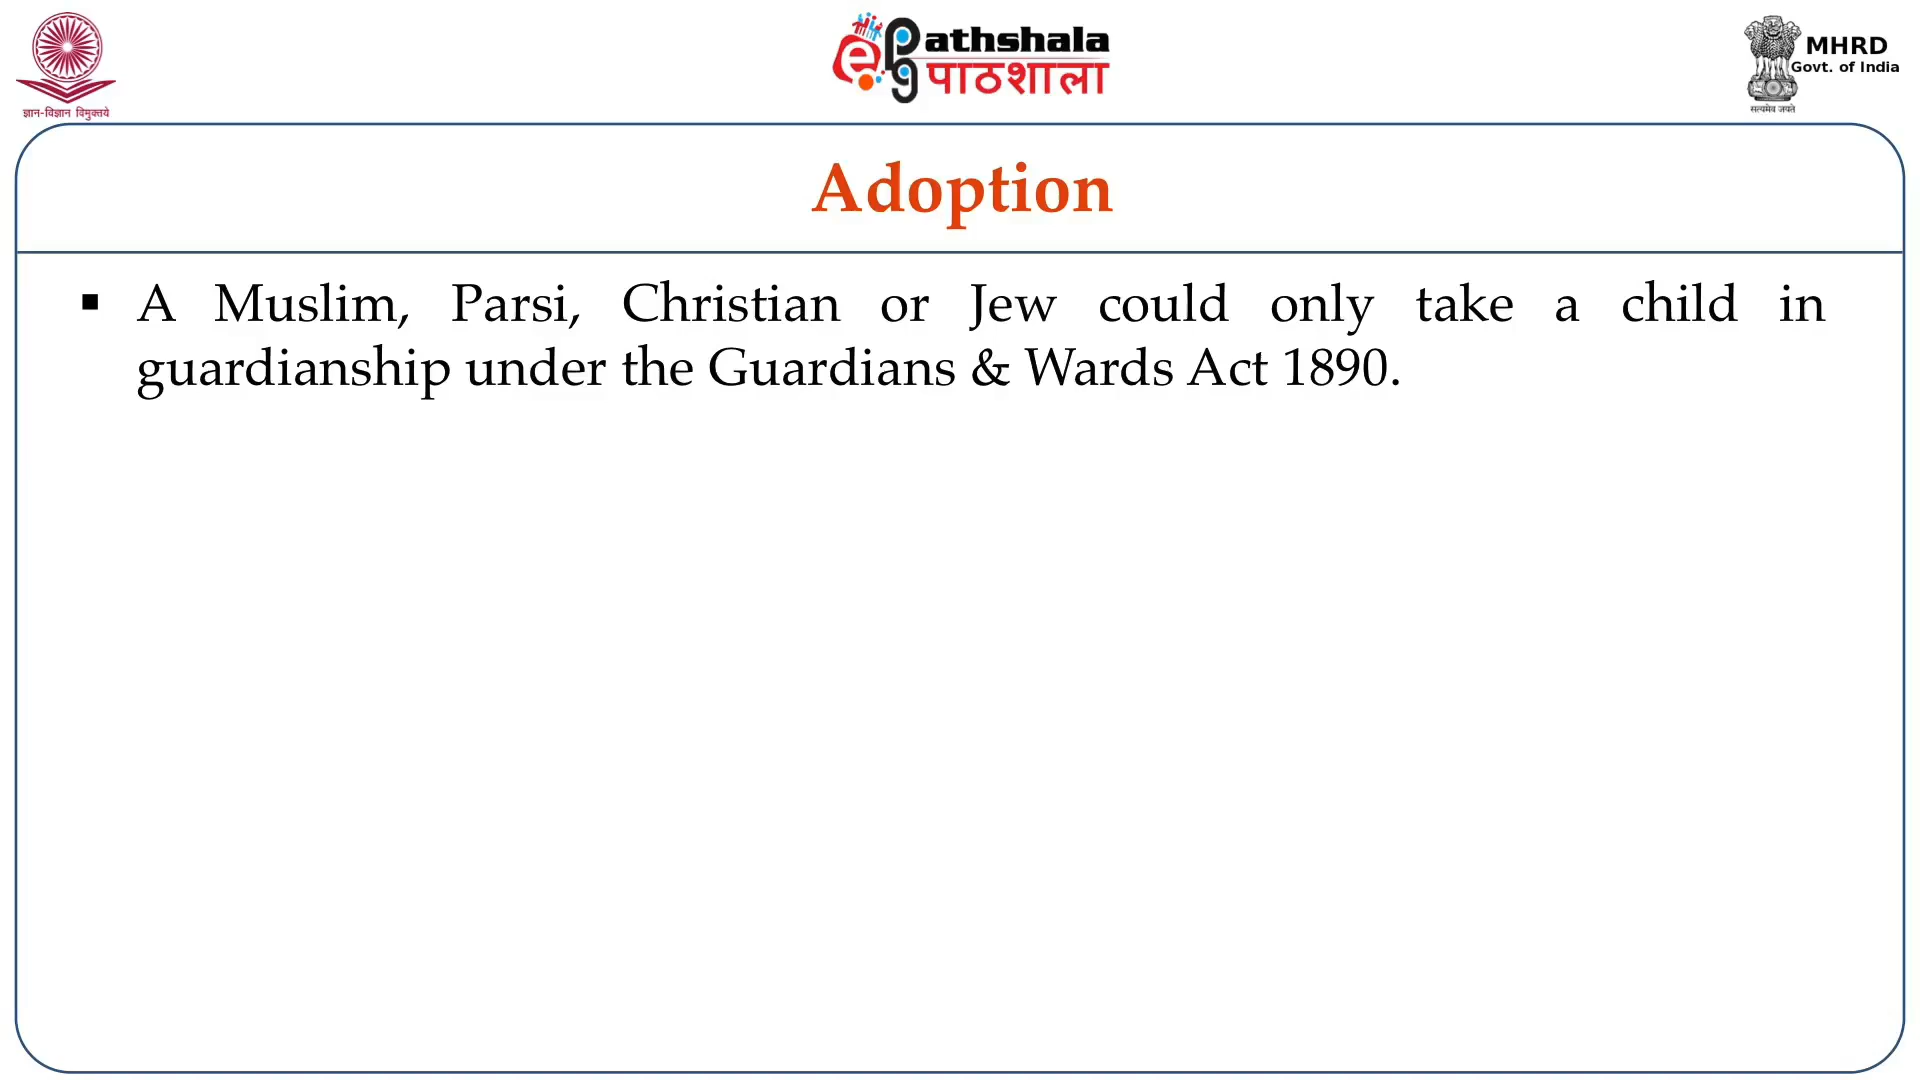 ज्ञान-विज्ञान विमुक्तये
ePathshala
पाठशाला
MHRD
Govt. of India
सत्यमेव जयते
Adoption
▪ A Muslim, Parsi, Christian or Jew could only take a child in
guardianship under the Guardians & Wards Act 1890.